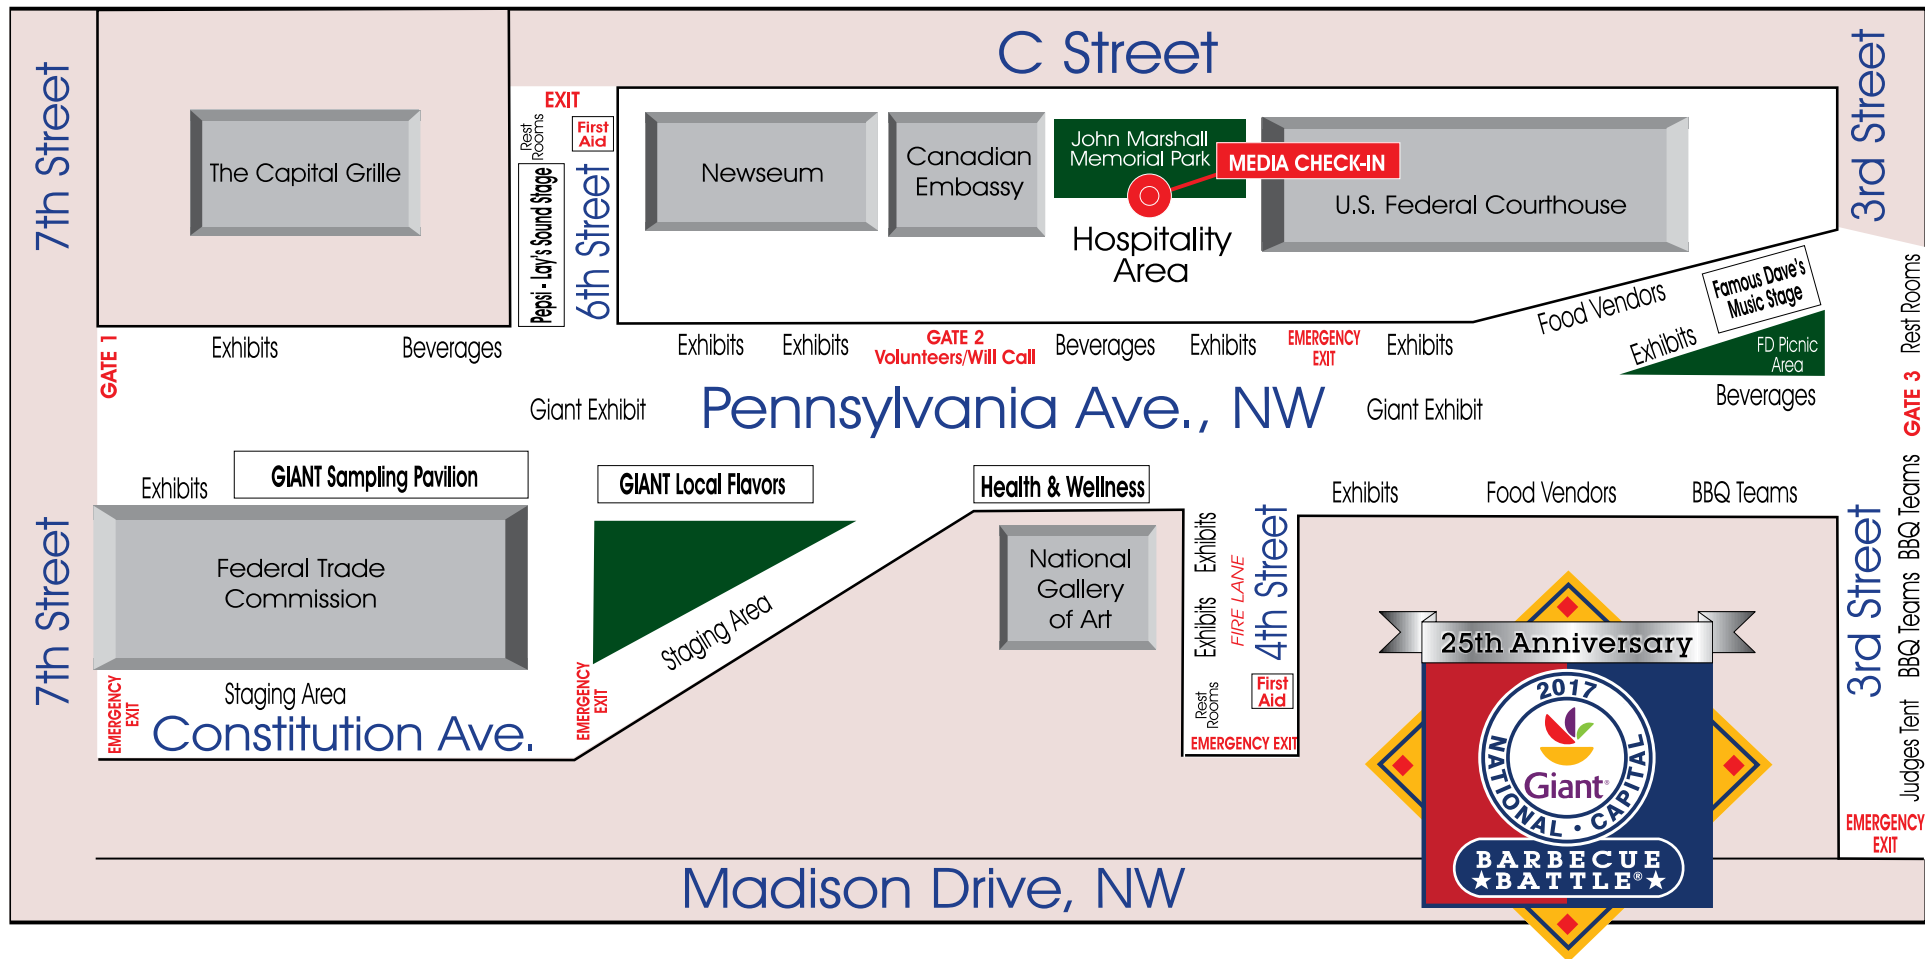 C Street
7th Street
3rd Street
EXIT
Rest
Rooms
First
Aid
6th Street
Pepsi - Lay's Sound Stage
The Capital Grille
Newseum
Canadian
Embassy
John Marshall
Memorial Park
MEDIA CHECK-IN
U.S. Federal Courthouse
Hospitality
Area
Food Vendors
Exhibits
Famous Dave's
Music Stage
FD Picnic
Area
Beverages
Rest Rooms
GATE 3
GATE 1
Exhibits
Beverages
Exhibits
Exhibits
GATE 2
Volunteers/Will Call
Beverages
Exhibits
EMERGENCY
EXIT
Exhibits
Giant Exhibit
Pennsylvania Ave., NW
Giant Exhibit
Exhibits
GIANT Sampling Pavilion
GIANT Local Flavors
Health & Wellness
Exhibits
Food Vendors
BBQ Teams
7th Street
Federal Trade
Commission
Staging Area
National
Gallery
of Art
Exhibits
Exhibits
FIRE LANE
4th Street
Rest
Rooms
First
Aid
EMERGENCY EXIT
3rd Street
BBQ Teams
BBQ Teams
BBQ Teams
Judges Tent
EMERGENCY
EXIT
EMERGENCY
EXIT
Staging Area
Constitution Ave.
EMERGENCY
EXIT
25th Anniversary
2017
Giant®
NATIONAL • CAPITAL
BARBECUE
BATTLE®
Madison Drive, NW